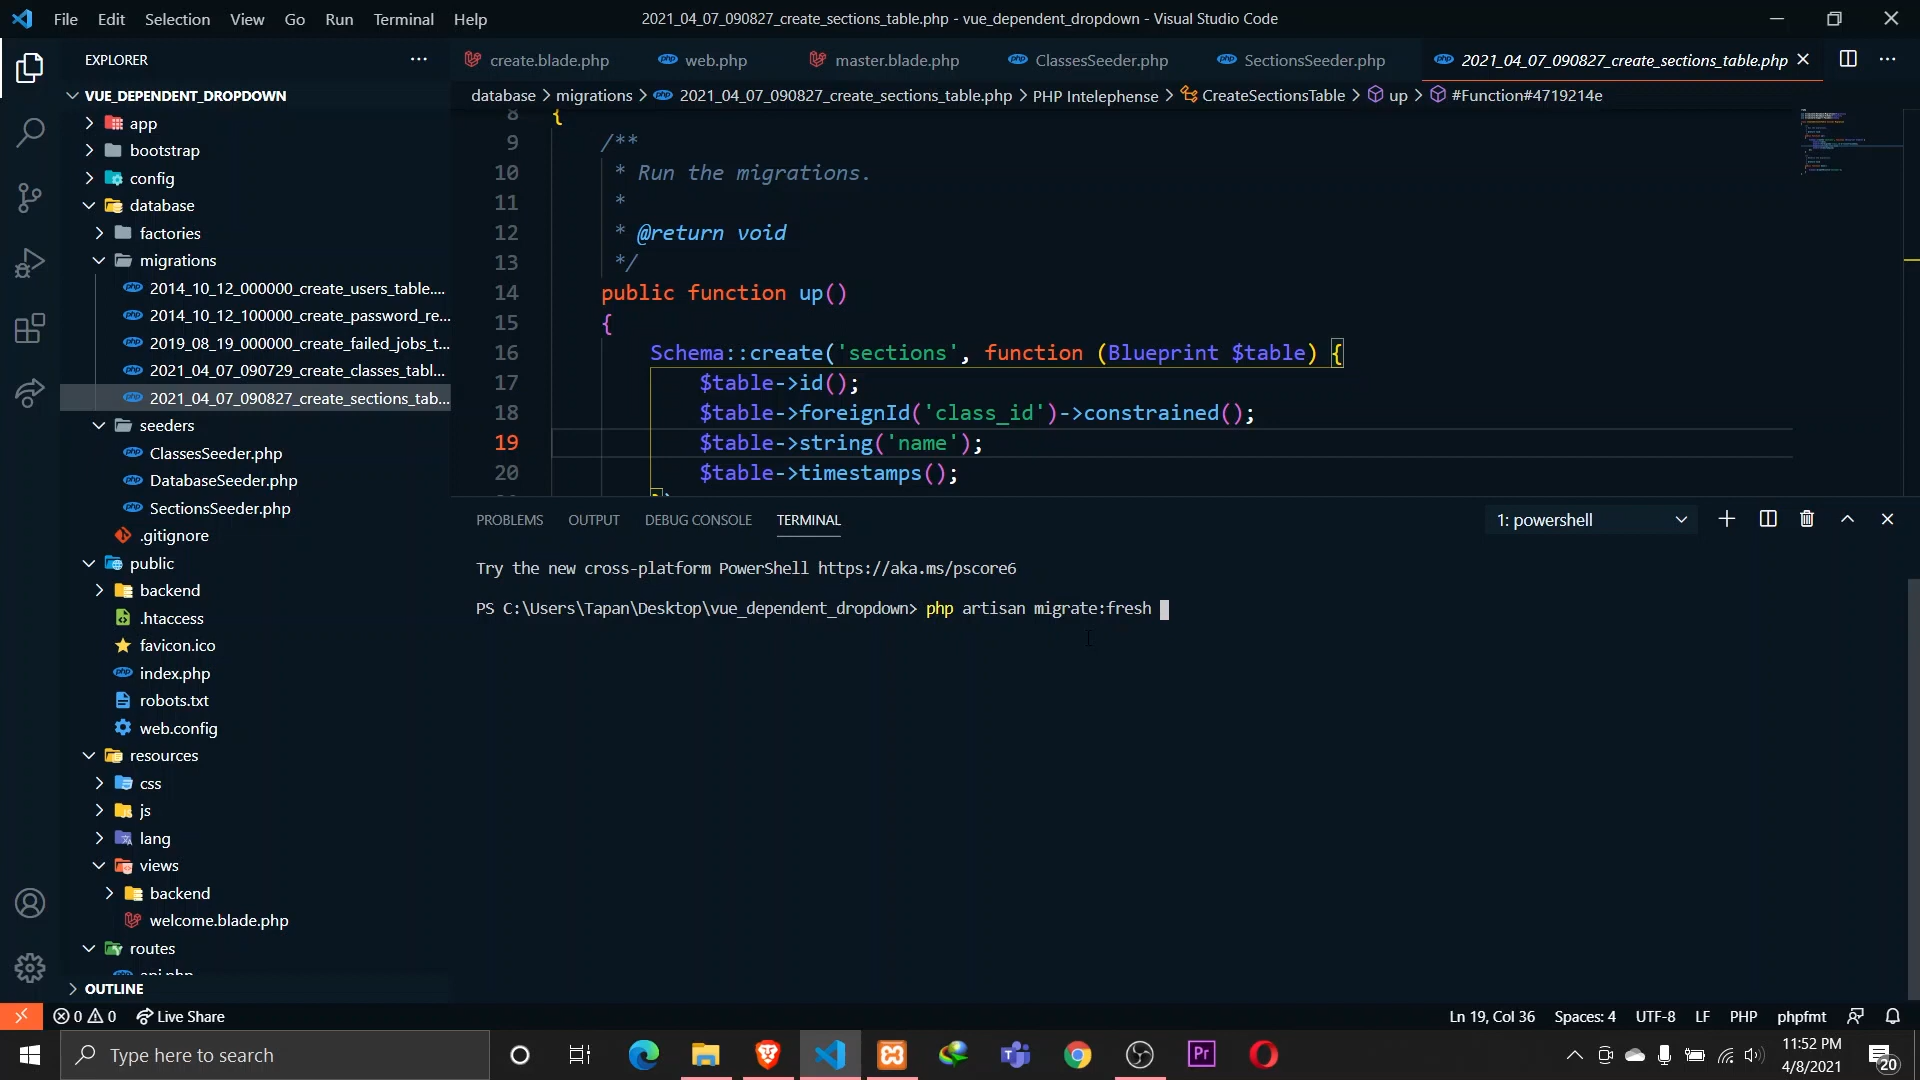 File Edit Selection View Go Run Terminal Help
2021_04_07_090827_create_sections_table.php - vue_dependent_dropdown - Visual Studio Code
EXPLORER
create.blade.php
web.php
master.blade.php
ClassesSeeder.php
SectionsSeeder.php
2021_04_07_090827_create_sections_table.php
VUE_DEPENDENT_DROPDOWN
database > migrations > 2021_04_07_090827_create_sections_table.php > PHP Intelephense > CreateSectionsTable > up > #Function#4719214e
app
bootstrap
config
database
factories
migrations
2014_10_12_000000_create_users_table....
2014_10_12_100000_create_password_re...
2019_08_19_000000_create_failed_jobs_t...
2021_04_07_090729_create_classes_tabl...
2021_04_07_090827_create_sections_tab...
seeders
ClassesSeeder.php
DatabaseSeeder.php
SectionsSeeder.php
.gitignore
public
backend
.htaccess
favicon.ico
index.php
robots.txt
web.config
resources
css
js
lang
views
backend
welcome.blade.php
routes
api.php
OUTLINE
8 {
9 /**
10 * Run the migrations.
11 *
12 * @return void
13 */
14 public function up()
15 {
16 Schema::create('sections', function (Blueprint $table) {
17 $table->id();
18 $table->foreignId('class_id')->constrained();
19 $table->string('name');
20 $table->timestamps();
PROBLEMS OUTPUT DEBUG CONSOLE TERMINAL
1: powershell
Try the new cross-platform PowerShell https://aka.ms/pscore6
PS C:\Users\Tapan\Desktop\vue_dependent_dropdown> php artisan migrate:fresh
0 0 Live Share
Ln 19, Col 36 Spaces: 4 UTF-8 LF PHP phpfmt
Type here to search
Pr
11:52 PM
4/8/2021
20